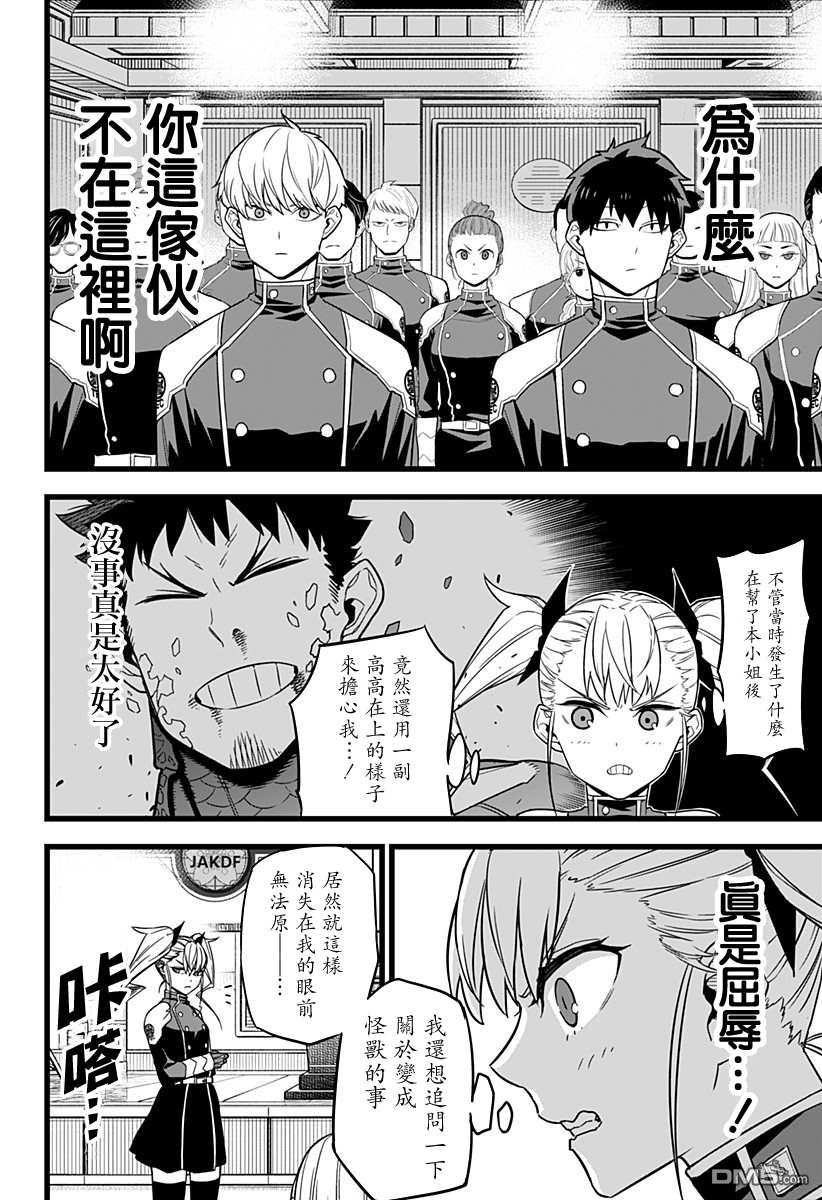 爲什麼
你這傢伙
不在這裡啊
不管當時發生了什麼
在幫了本小姐後
竟然還用一副
高高在上的樣子
來擔心我…！
沒事真是太好了
眞是屈辱…！
我還想追問一下
關於變成
怪獸的事
居然就這樣
消失在我的眼前
無法原——…
JAKDF
咔嗒…
DM5.com